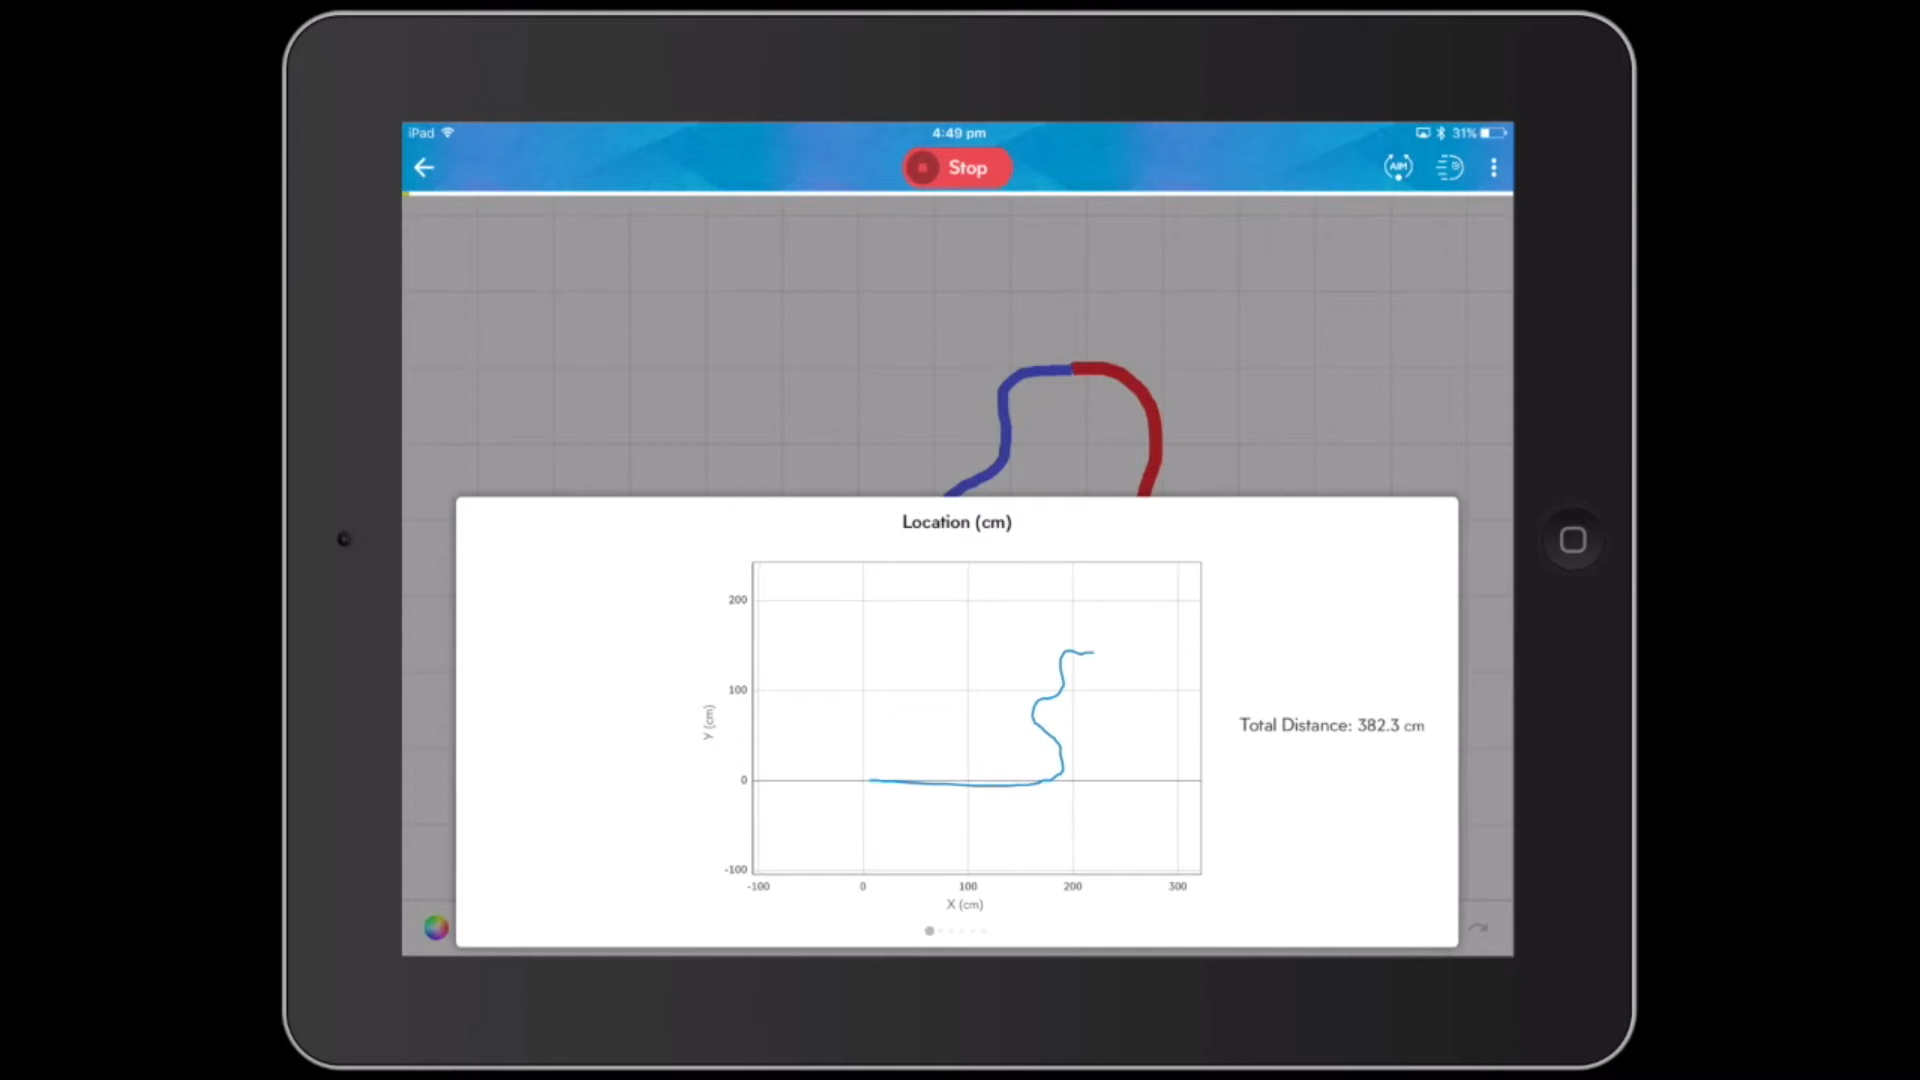 iPad
4:49 pm
31%
Stop
AIM
Location (cm)
200
100
0
-100
Y (cm)
-100 0 100 200 300
X (cm)
Total Distance: 382.3 cm